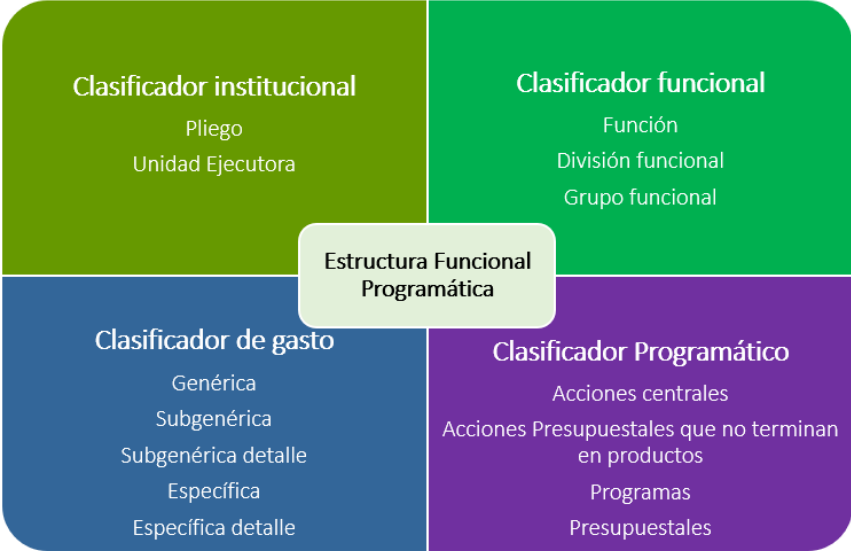 Clasificador institucional
Pliego
Unidad Ejecutora
Clasificador funcional
Función
División funcional
Grupo funcional
Estructura Funcional
Programática
Clasificador de gasto
Genérica
Subgenérica
Subgenérica detalle
Específica
Específica detalle
Clasificador Programático
Acciones centrales
Acciones Presupuestales que no terminan
en productos
Programas
Presupuestales